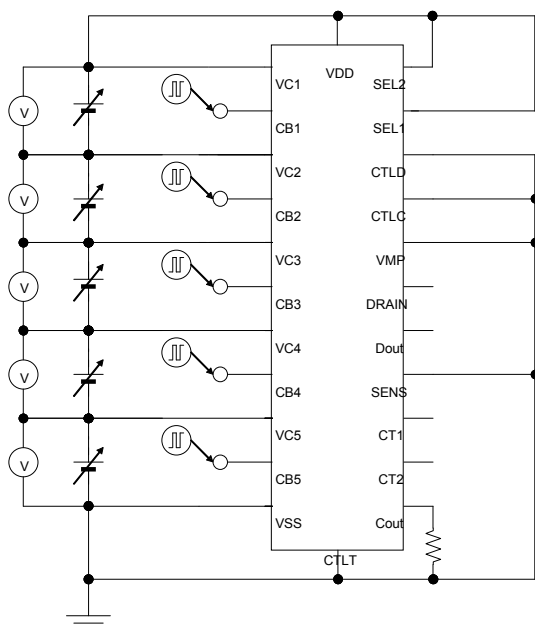 VDD
VC1
SEL2
V
CB1
SEL1
VC2
CTLD
V
CB2
CTLC
VC3
VMP
V
CB3
DRAIN
VC4
Dout
V
CB4
SENS
VC5
CT1
V
CB5
CT2
VSS
Cout
CTLT